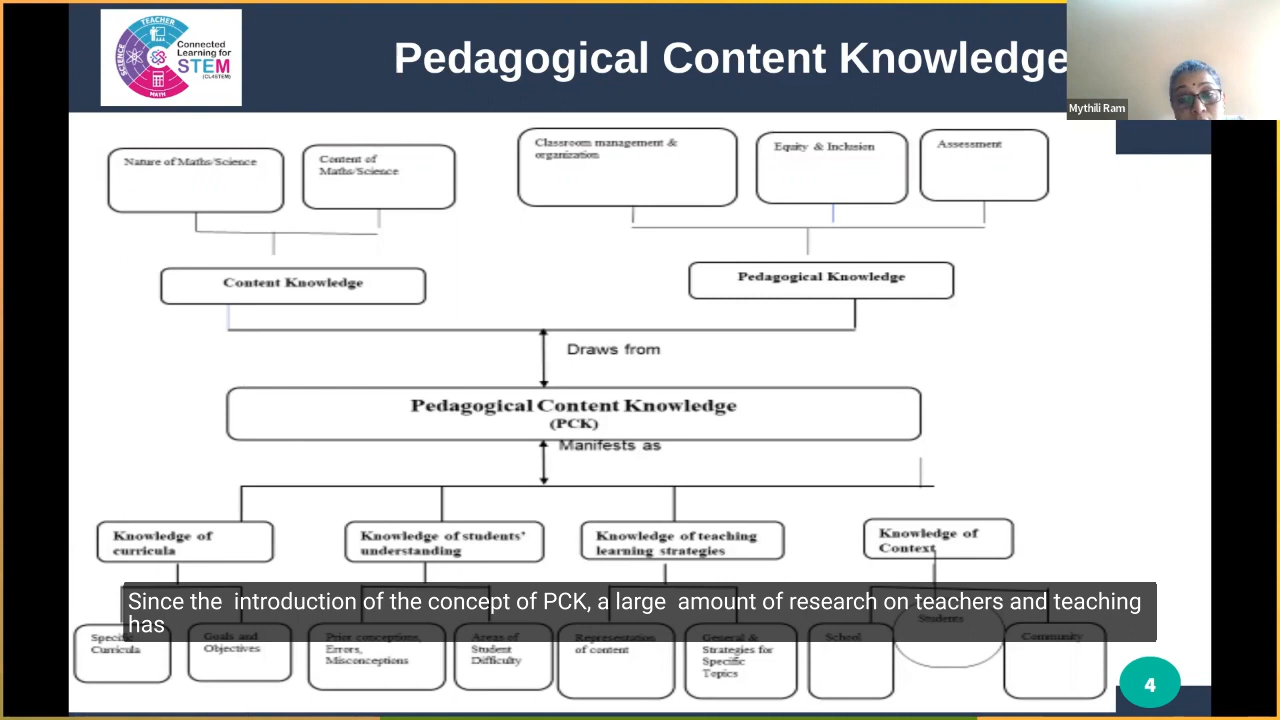 TEACHER
SCIENCE
MATH
Connected
Learning for
STEM
(CL4STEM)
Pedagogical Content Knowledge
Mythili Ram
Nature of Maths/Science
Content of
Maths/Science
Classroom management &
organization
Equity & Inclusion
Assessment
Content Knowledge
Pedagogical Knowledge
Draws from
Pedagogical Content Knowledge
(PCK)
Manifests as
Knowledge of
curricula
Knowledge of students'
understanding
Knowledge of teaching
learning strategies
Knowledge of
Context
Since the introduction of the concept of PCK, a large amount of research on teachers and teaching
has
Specific
Curricula
Goals and
Objectives
Prior conceptions,
Errors,
Misconceptions
Areas of
Student
Difficulty
Representation
of content
General &
Strategies for
Specific
Topics
School
Students
Community
4